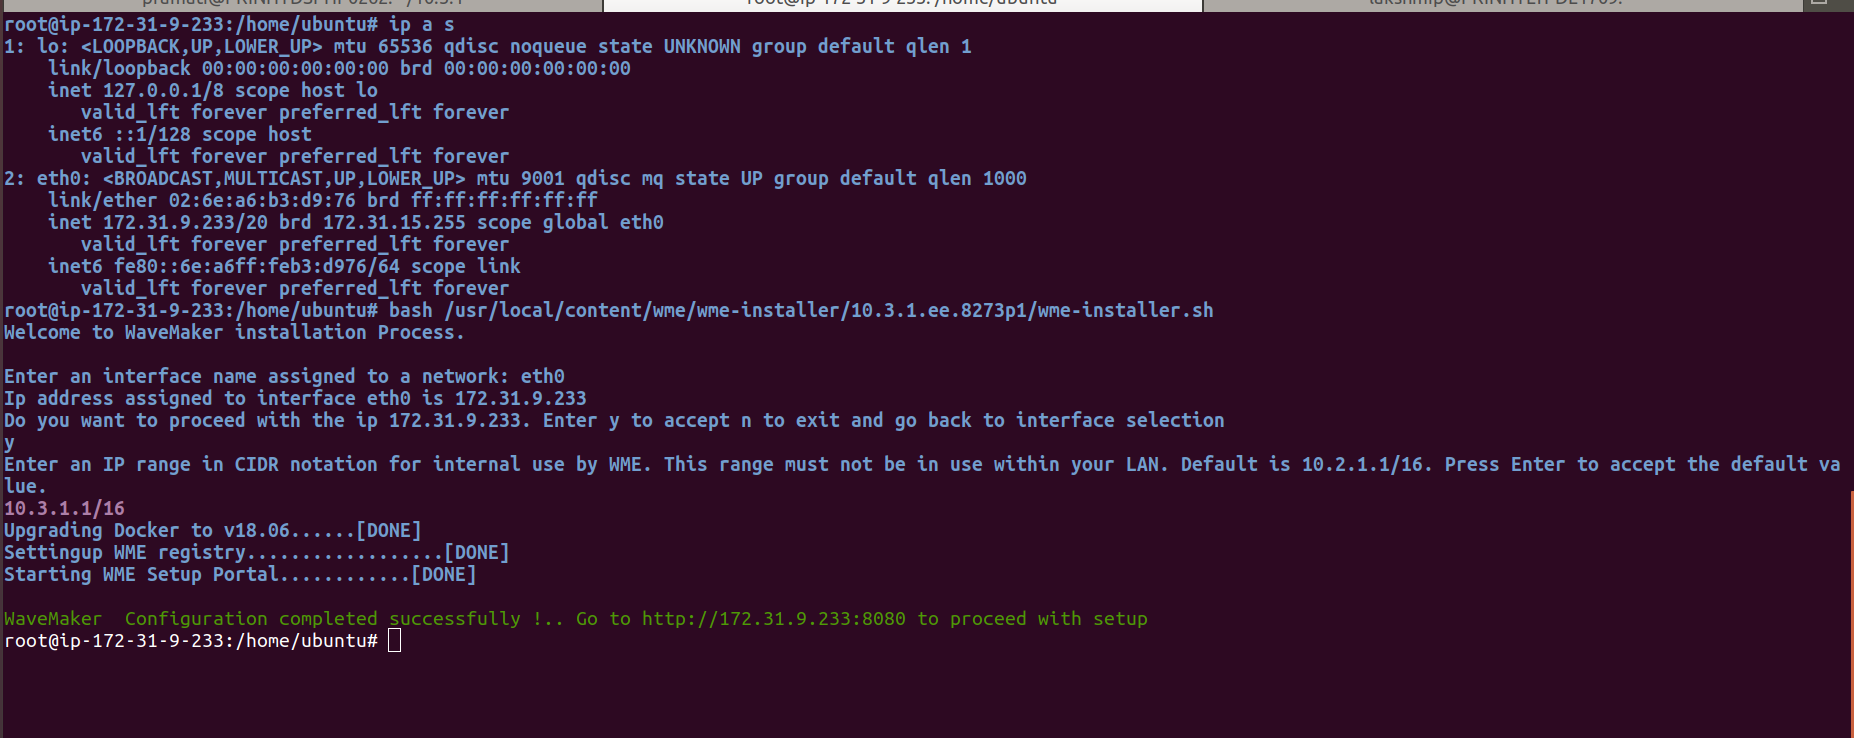 root@ip-172-31-9-233:/home/ubuntu# ip a s
1: lo: <LOOPBACK,UP,LOWER_UP> mtu 65536 qdisc noqueue state UNKNOWN group default qlen 1
    link/loopback 00:00:00:00:00:00 brd 00:00:00:00:00:00
    inet 127.0.0.1/8 scope host lo
       valid_lft forever preferred_lft forever
    inet6 ::1/128 scope host
       valid_lft forever preferred_lft forever
2: eth0: <BROADCAST,MULTICAST,UP,LOWER_UP> mtu 9001 qdisc mq state UP group default qlen 1000
    link/ether 02:6e:a6:b3:d9:76 brd ff:ff:ff:ff:ff:ff
    inet 172.31.9.233/20 brd 172.31.15.255 scope global eth0
       valid_lft forever preferred_lft forever
    inet6 fe80::6e:a6ff:feb3:d976/64 scope link
       valid_lft forever preferred_lft forever
root@ip-172-31-9-233:/home/ubuntu# bash /usr/local/content/wme/wme-installer/10.3.1.ee.8273p1/wme-installer.sh
Welcome to WaveMaker installation Process.
Enter an interface name assigned to a network: eth0
Ip address assigned to interface eth0 is 172.31.9.233
Do you want to proceed with the ip 172.31.9.233. Enter y to accept n to exit and go back to interface selection
y
Enter an IP range in CIDR notation for internal use by WME. This range must not be in use within your LAN. Default is 10.2.1.1/16. Press Enter to accept the default va
lue.
10.3.1.1/16
Upgrading Docker to v18.06......[DONE]
Settingup WME registry..................[DONE]
Starting WME Setup Portal............[DONE]
WaveMaker  Configuration completed successfully !.. Go to http://172.31.9.233:8080 to proceed with setup
root@ip-172-31-9-233:/home/ubuntu#